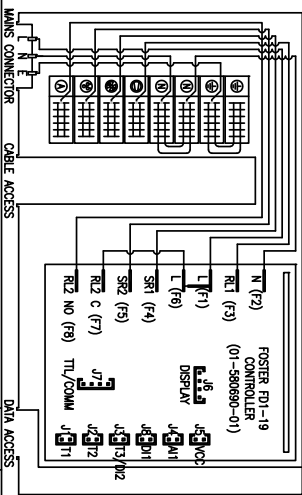 MAINS CONNECTOR
L
N
E
CABLE ACCESS
DATA ACCESS
N
N
N (F2)
RL1 (F3)
L (F1)
L (F6)
SR1 (F4)
SR2 (F5)
RL2 C (F7)
RL2 NO (F8)
FOSTER FD1-19
CONTROLLER
(01-580690-01)
J6
DISPLAY
J7
TTL/COMM
J5 VOC
J4 AI1
J8 DI1
J3 T3/DI2
J2 T2
J1 T1